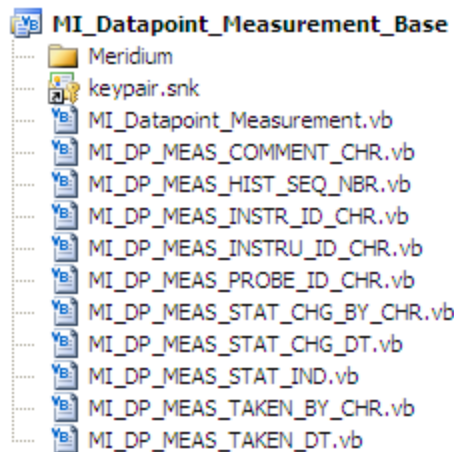 MI_Datapoint_Measurement_Base
Meridium
keypair.snk
MI_Datapoint_Measurement.vb
MI_DP_MEAS_COMMENT_CHR.vb
MI_DP_MEAS_HIST_SEQ_NBR.vb
MI_DP_MEAS_INSTR_ID_CHR.vb
MI_DP_MEAS_INSTRU_ID_CHR.vb
MI_DP_MEAS_PROBE_ID_CHR.vb
MI_DP_MEAS_STAT_CHG_BY_CHR.vb
MI_DP_MEAS_STAT_CHG_DT.vb
MI_DP_MEAS_STAT_IND.vb
MI_DP_MEAS_TAKEN_BY_CHR.vb
MI_DP_MEAS_TAKEN_DT.vb